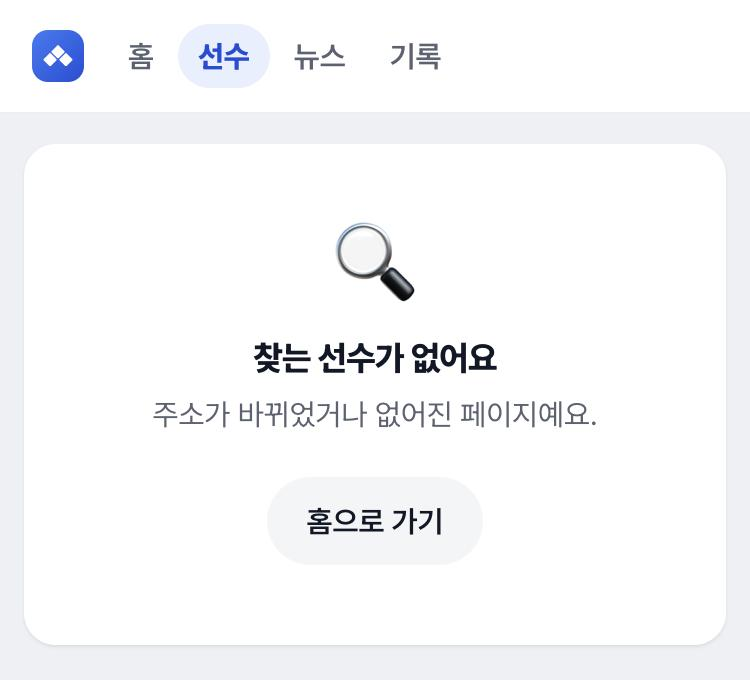 홈 선수 뉴스 기록
찾는 선수가 없어요
주소가 바뀌었거나 없어진 페이지예요.
홈으로 가기